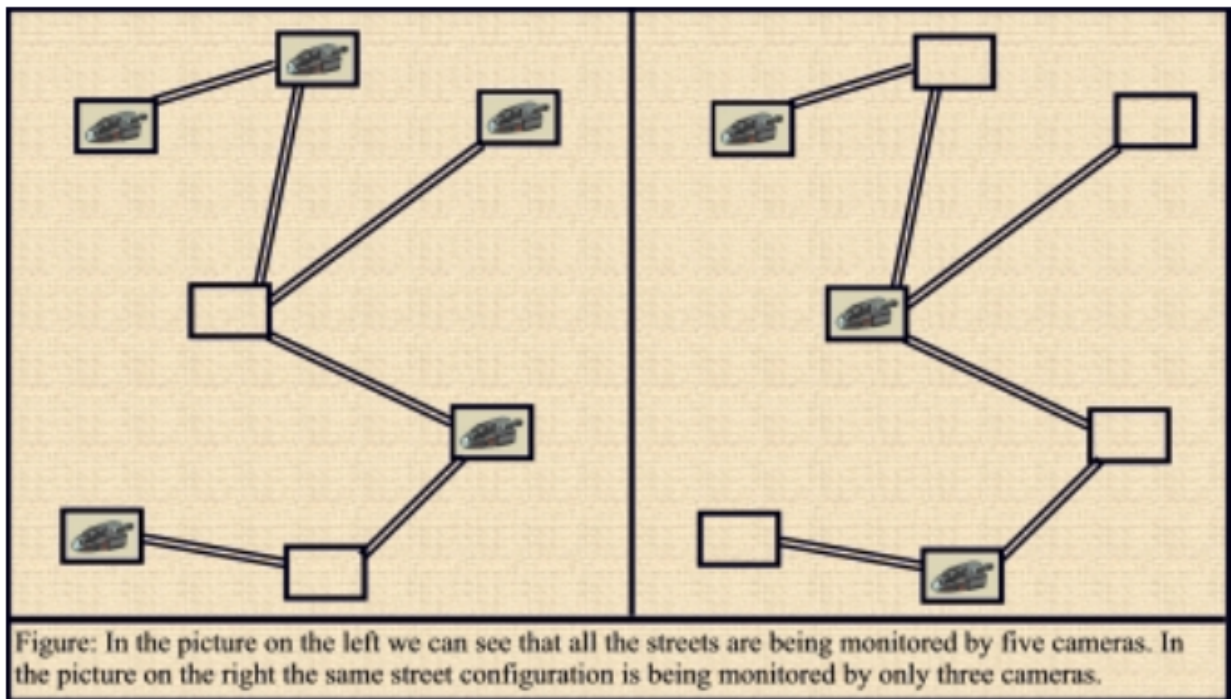 Figure: In the picture on the left we can see that all the streets are being monitored by five cameras. In
the picture on the right the same street configuration is being monitored by only three cameras.